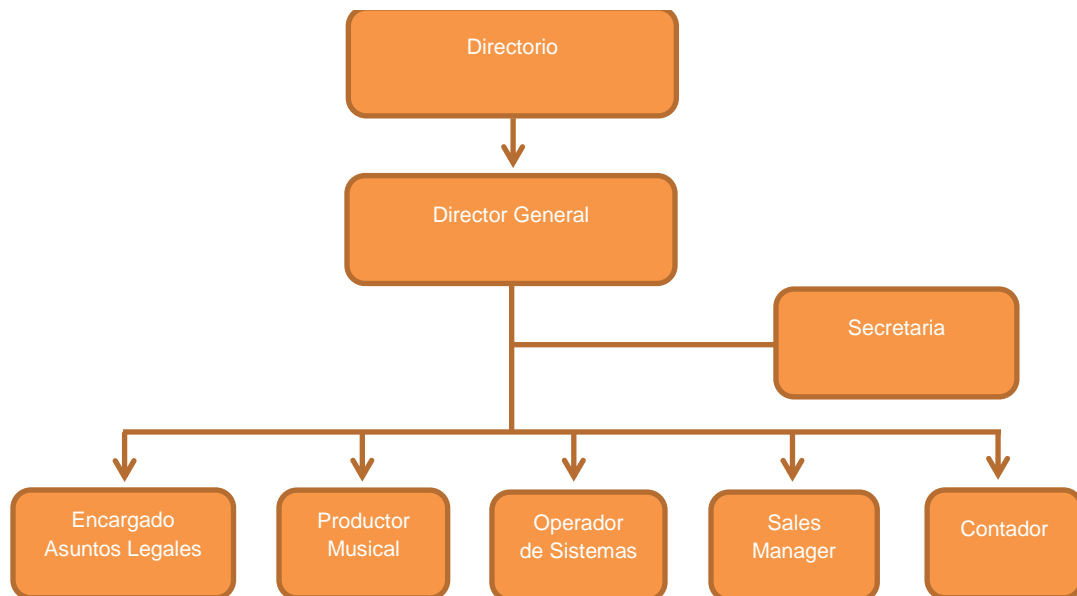 Directorio
Director General
Secretaria
Encargado
Asuntos Legales
Productor
Musical
Operador
de Sistemas
Sales
Manager
Contador